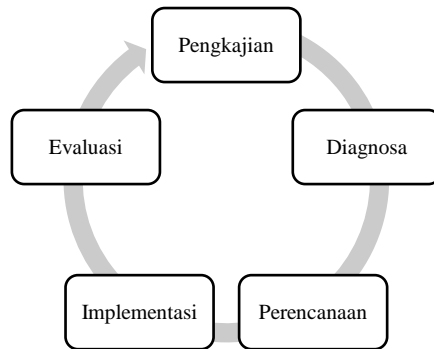 Pengkajian
Diagnosa
Perencanaan
Implementasi
Evaluasi